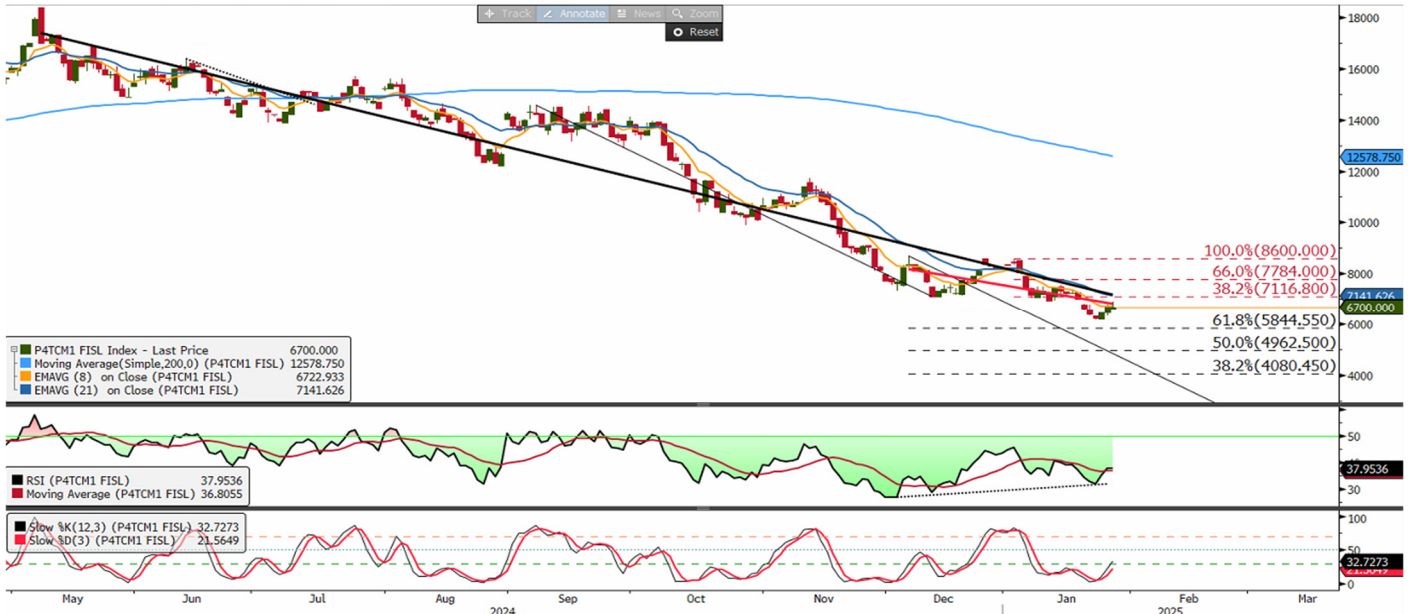 Track Annotate News Zoom
Reset
18000
16000
14000
12578.750
12000
10000
100.0%(8600.000)
8000
66.0%(7784.000)
38.2%(7116.800)
7141.626
6700.000
61.8%(5844.550)
6000
50.0%(4962.500)
38.2%(4080.450)
4000
P4TCM1 FISL Index - Last Price 6700.000
Moving Average(Simple,200,0) (P4TCM1 FISL) 12578.750
EMAVG (8) on Close (P4TCM1 FISL) 6722.933
EMAVG (21) on Close (P4TCM1 FISL) 7141.626
50
37.9536
30
RSI (P4TCM1 FISL) 37.9536
Moving Average (P4TCM1 FISL) 36.8055
Slow %K(12,3) (P4TCM1 FISL) 32.7273
Slow %D(3) (P4TCM1 FISL) 21.5649
100
50
32.7273
21.5649
0
May Jun Jul Aug Sep Oct Nov Dec Jan Feb Mar
2024 2025